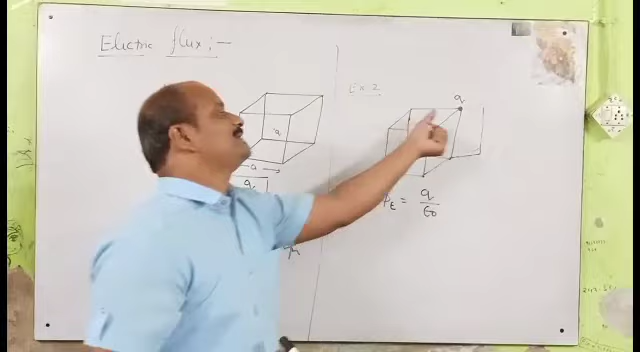 Electric flux :-
Ex 2
q
q
a
q
ϕE = q/ε0